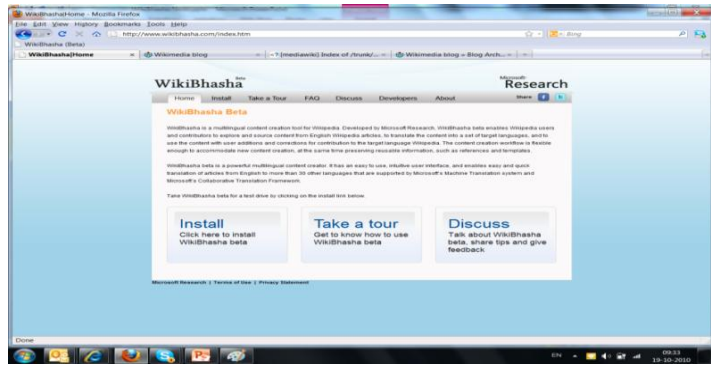 WikiBhasha|Home - Mozilla Firefox
File Edit View History Bookmarks Tools Help
http://www.wikibhasha.com/index.htm
Bing
WikiBhasha (Beta)
WikiBhasha|Home
Wikimedia blog
[mediawiki] Index of /trunk/...
Wikimedia blog » Blog Arch...
WikiBhasha Beta
Microsoft Research
Home Install Take a Tour FAQ Discuss Developers About Share
WikiBhasha Beta
WikiBhasha is a multilingual content creation tool for Wikipedia. Developed by Microsoft Research, WikiBhasha beta enables Wikipedia users
and contributors to explore and source content from English Wikipedia articles, to translate the content into a set of target languages, and to
use the content with user additions and corrections for contribution to the target language Wikipedia. The content creation workflow is flexible
enough to accommodate new content creation, at the same time preserving reusable information, such as references and templates.
WikiBhasha beta is a powerful multilingual content creator. It has an easy to use, intuitive user interface, and enables easy and quick
translation of articles from English to more than 30 other languages that are supported by Microsoft's Machine Translation system and
Microsoft's Collaborative Translation Framework.
Take WikiBhasha beta for a test drive by clicking on the install link below.
Install
Click here to install
WikiBhasha beta
Take a tour
Get to know how to use
WikiBhasha beta
Discuss
Talk about WikiBhasha
beta, share tips and give
feedback
Microsoft Research | Terms of Use | Privacy Statement
Done
EN
09:33
19-10-2010